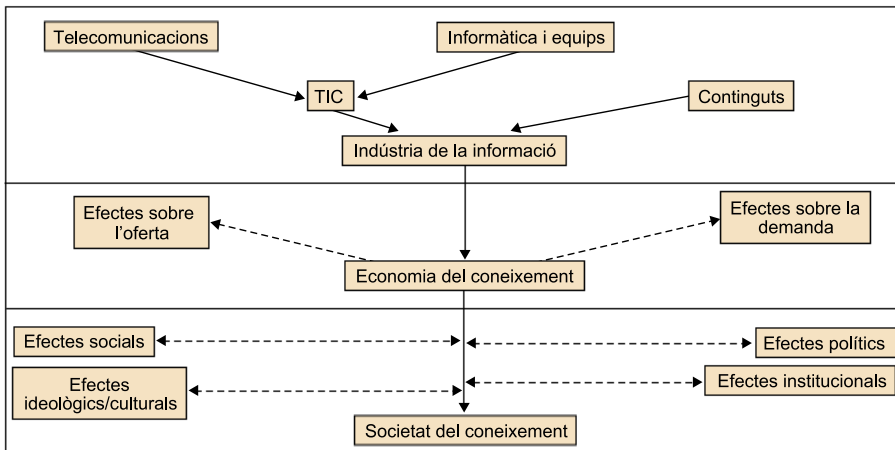 Telecomunicacions
Informàtica i equips
TIC
Continguts
Indústria de la informació
Efectes sobre
l'oferta
Efectes sobre la
demanda
Economia del coneixement
Efectes socials
Efectes polítics
Efectes
ideològics/culturals
Efectes institucionals
Societat del coneixement